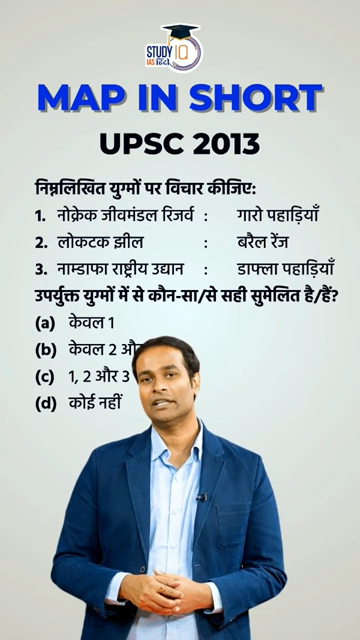 STUDY IQ
IAS हिंदी
MAP IN SHORT
UPSC 2013
निम्नलिखित युग्मों पर विचार कीजिए:
1. नोक्रेक जीवमंडल रिजर्व : गारो पहाड़ियाँ
2. लोकटक झील : बरैल रेंज
3. नाम्डाफा राष्ट्रीय उद्यान : डाफ्ला पहाड़ियाँ
उपर्युक्त युग्मों में से कौन-सा/से सही सुमेलित है/हैं?
(a) केवल 1
(b) केवल 2
(c) 1, 2 और 3
(d) कोई नहीं